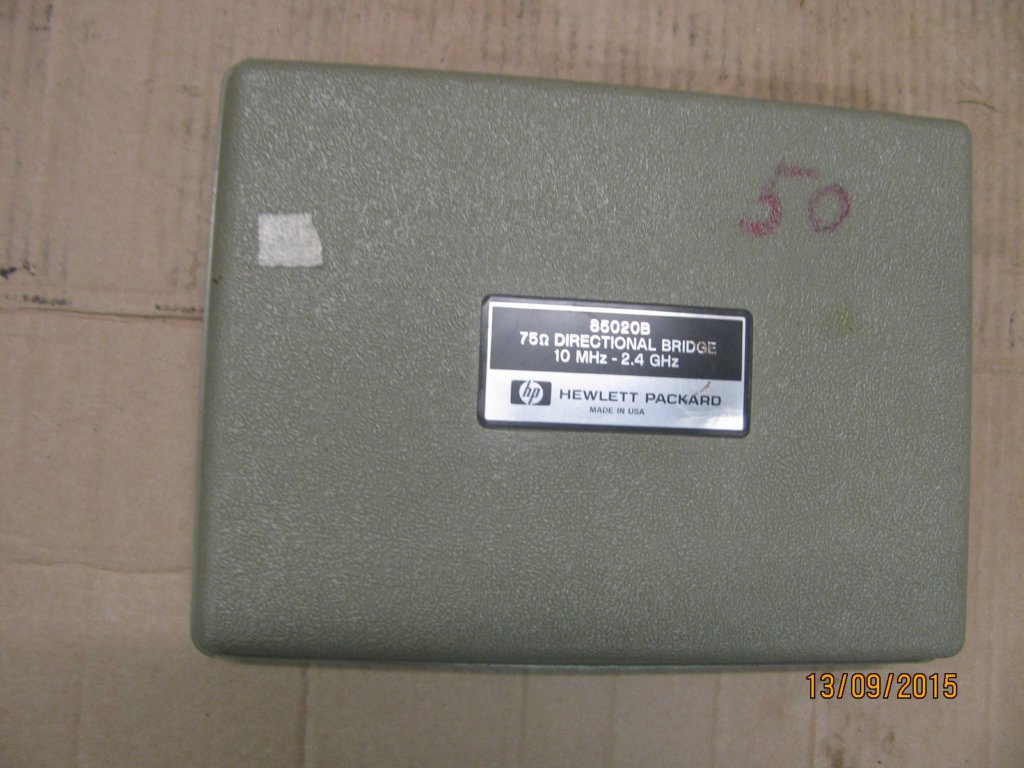 50
85020B
75Ω DIRECTIONAL BRIDGE
10 MHz - 2.4 GHz
hp HEWLETT PACKARD
MADE IN USA
13/09/2015